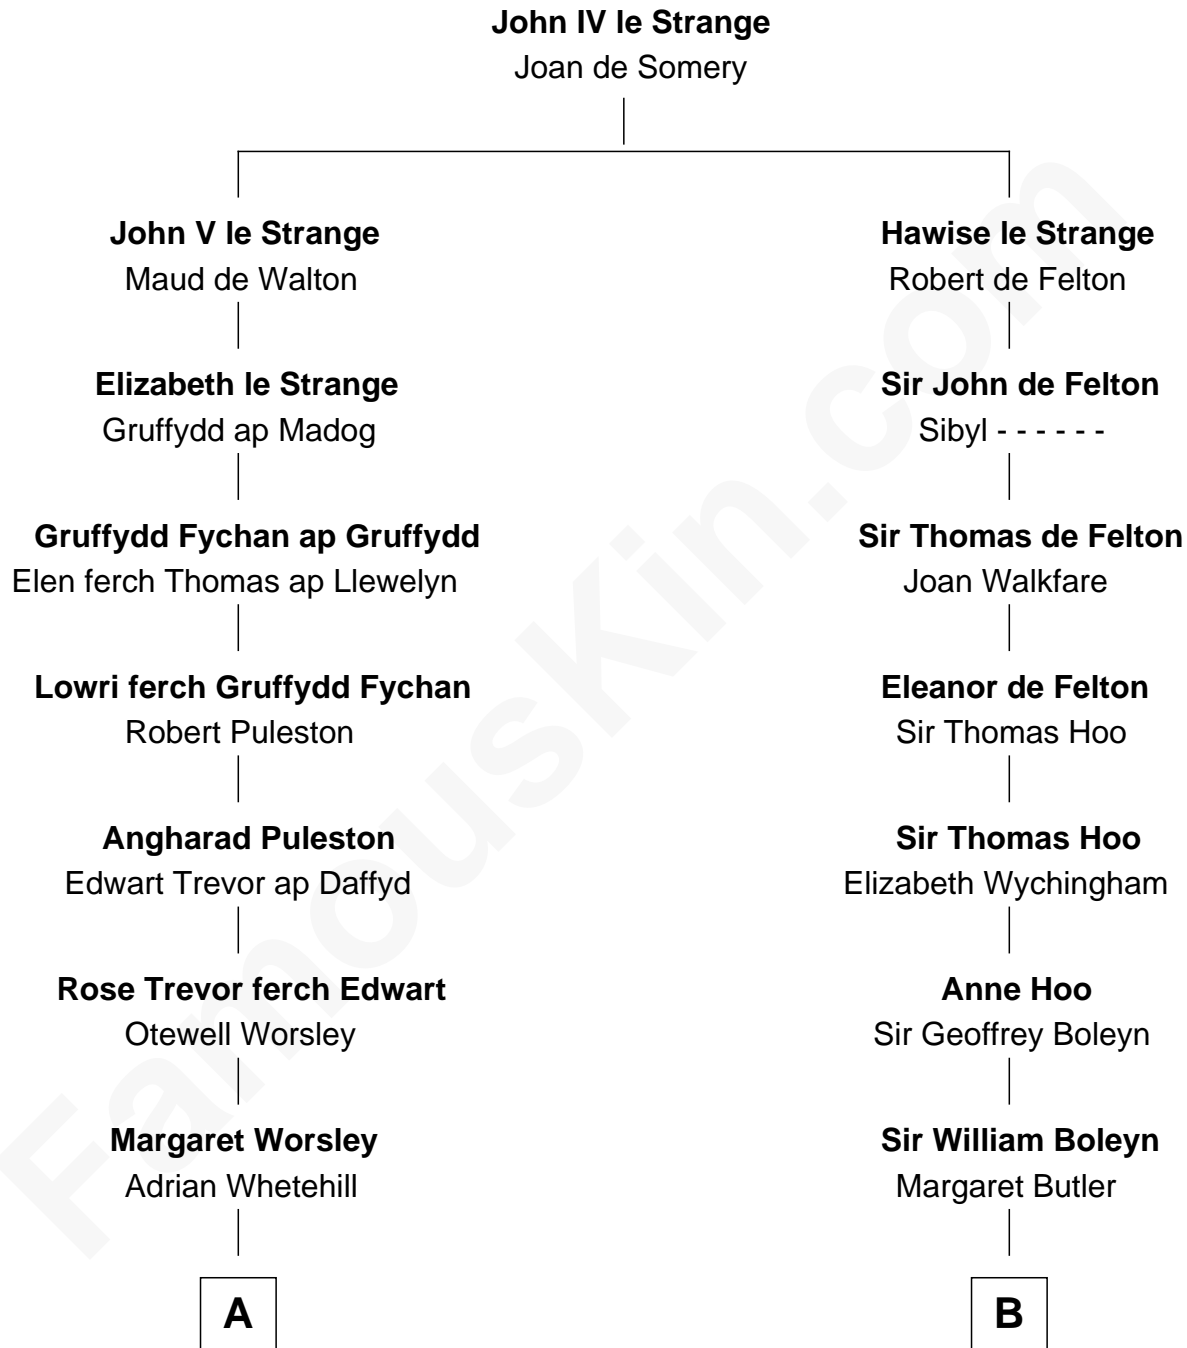 John IV le Strange
Joan de Somery
John V le Strange
Maud de Walton
Elizabeth le Strange
Gruffydd ap Madog
Gruffydd Fychan ap Gruffydd
Elen ferch Thomas ap Llewelyn
Lowri ferch Gruffydd Fychan
Robert Puleston
Angharad Puleston
Edwart Trevor ap Daffyd
Rose Trevor ferch Edwart
Otewell Worsley
Margaret Worsley
Adrian Whetehill
A
Hawise le Strange
Robert de Felton
Sir John de Felton
Sibyl - - - - - -
Sir Thomas de Felton
Joan Walkfare
Eleanor de Felton
Sir Thomas Hoo
Sir Thomas Hoo
Elizabeth Wychingham
Anne Hoo
Sir Geoffrey Boleyn
Sir William Boleyn
Margaret Butler
B
FamousKin.com